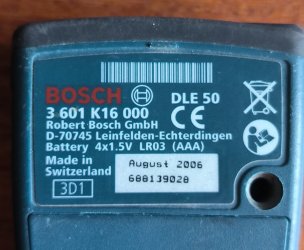 BOSCH DLE 50
3 601 K16 000 CE
Robert Bosch GmbH
D-70745 Leinfelden-Echterdingen
Battery 4x1.5V LR03 (AAA)
Made in
Switzerland
August 2006
688139028
3D1